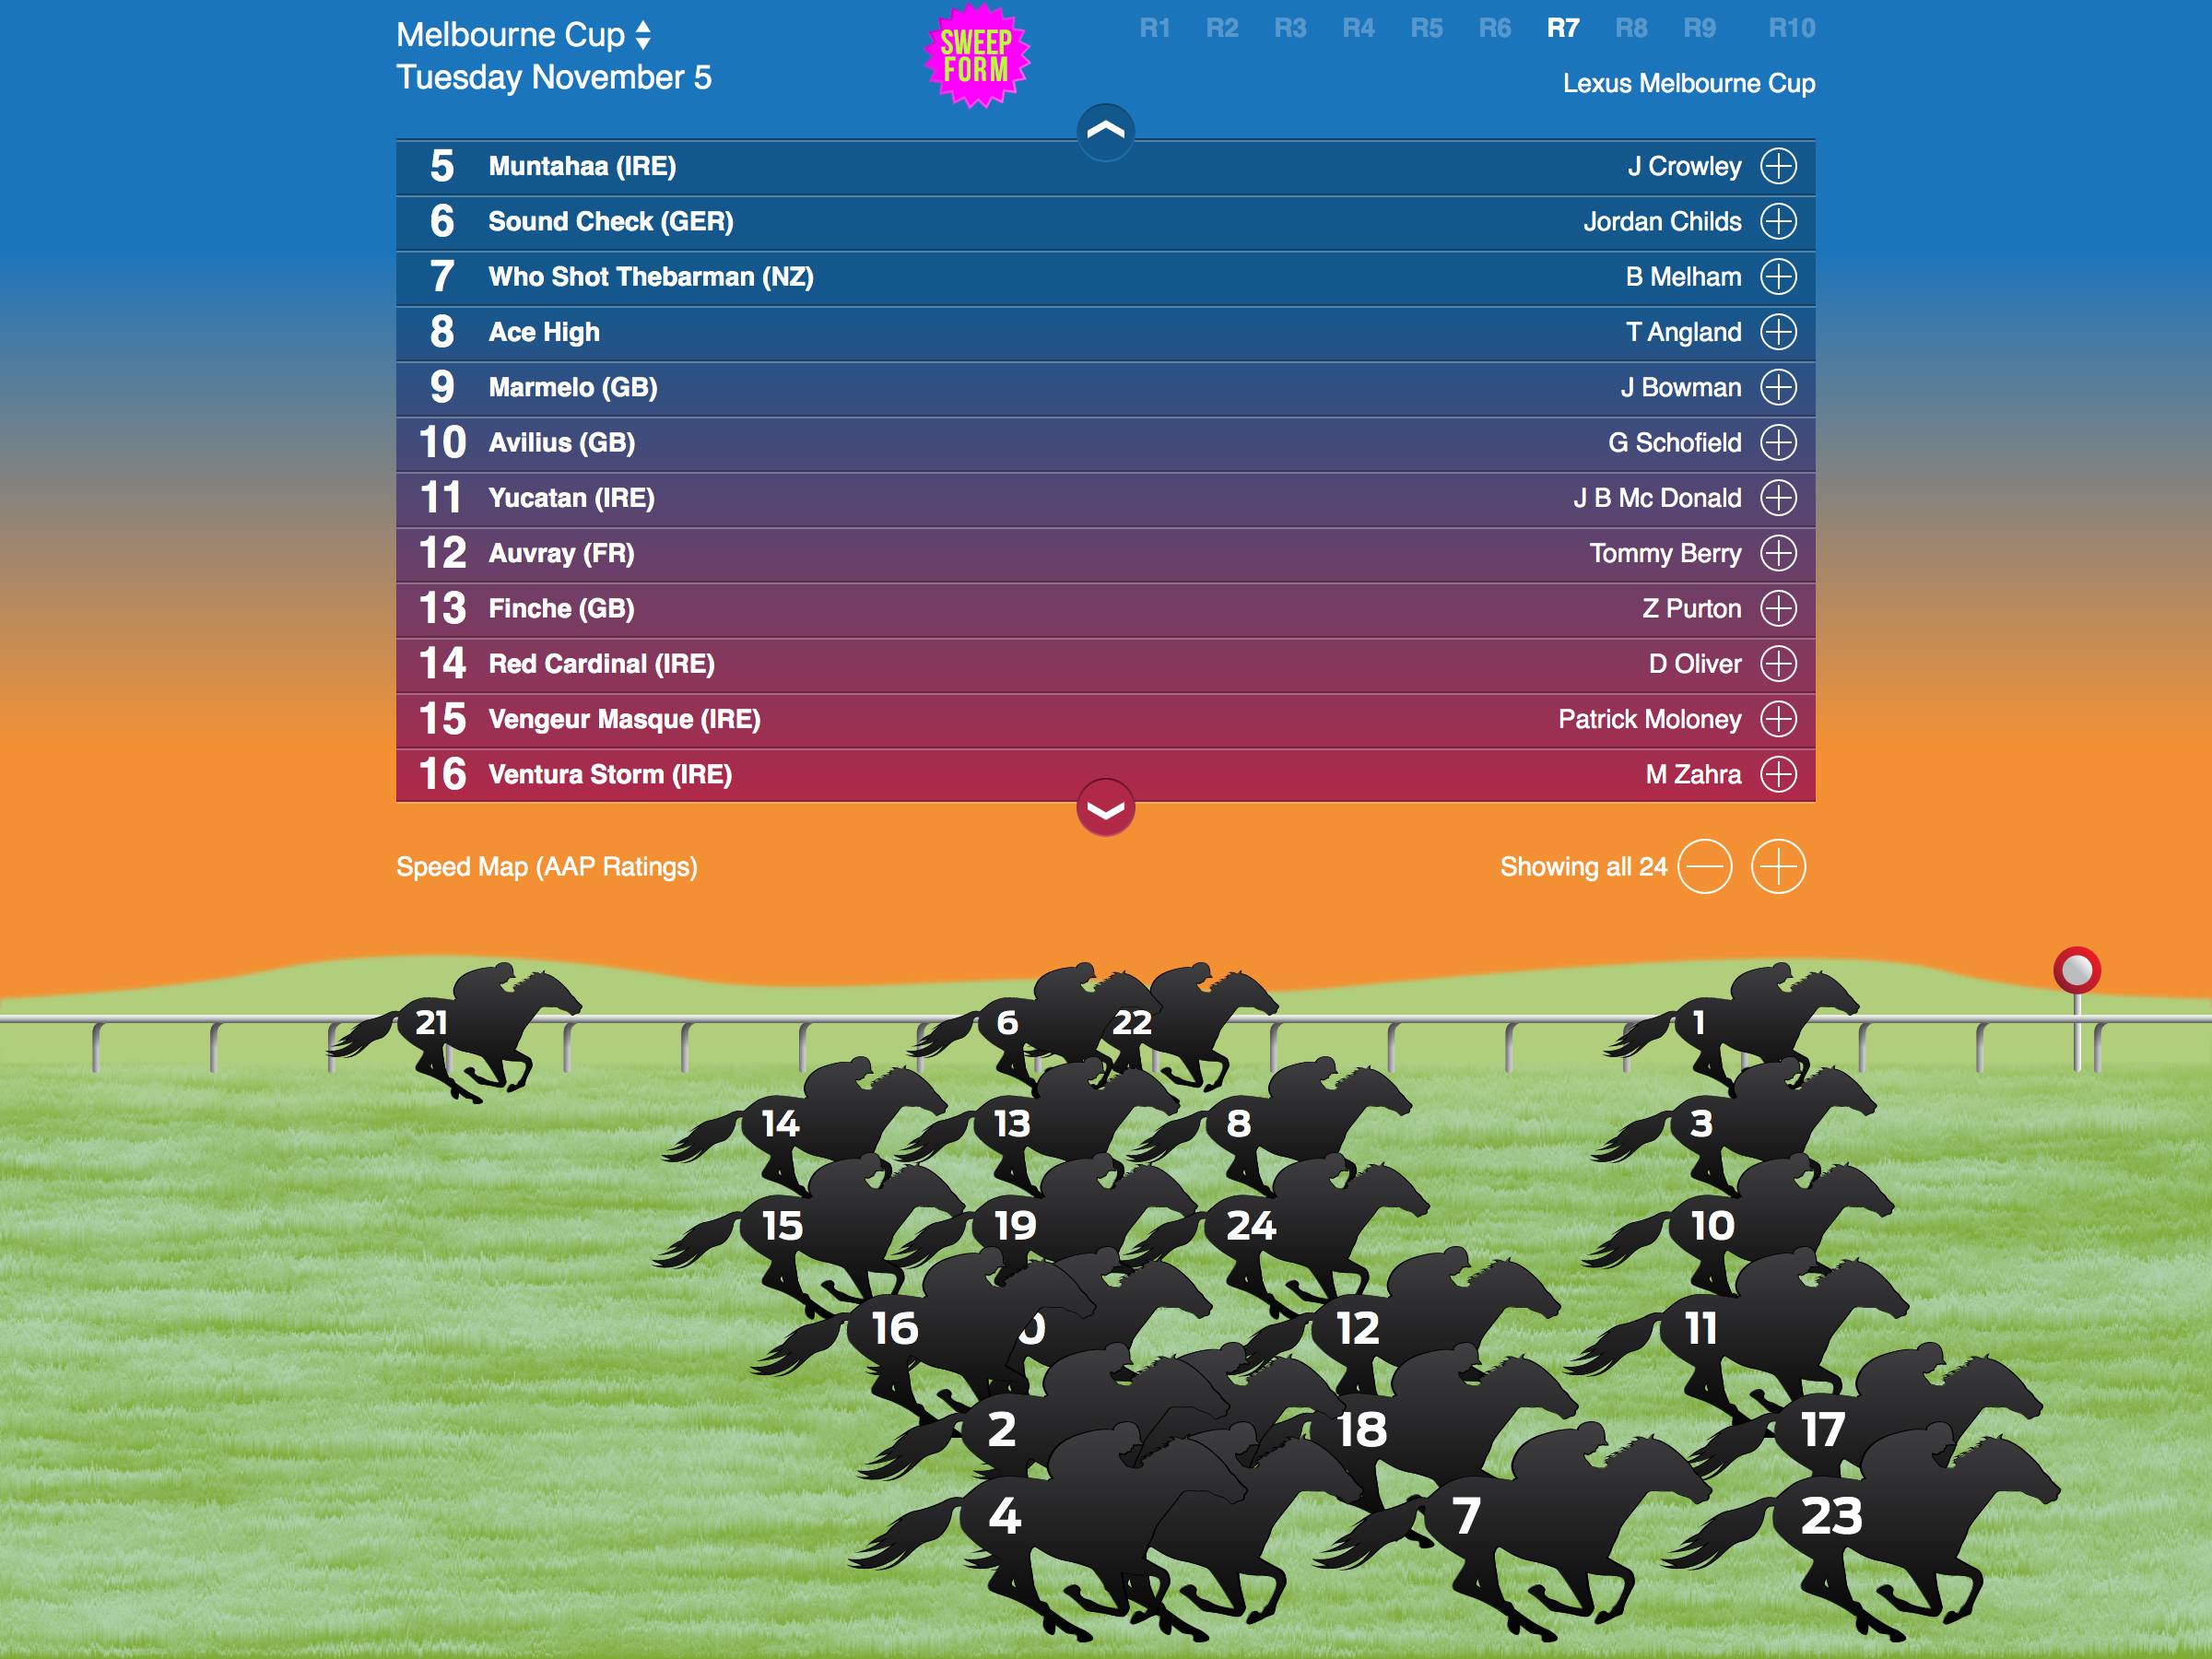 Melbourne Cup
Tuesday November 5
SWEEP
FORM
R1 R2 R3 R4 R5 R6 R7 R8 R9 R10
Lexus Melbourne Cup
5 Muntahaa (IRE) J Crowley
6 Sound Check (GER) Jordan Childs
7 Who Shot Thebarman (NZ) B Melham
8 Ace High T Angland
9 Marmelo (GB) J Bowman
10 Avilius (GB) G Schofield
11 Yucatan (IRE) J B Mc Donald
12 Auvray (FR) Tommy Berry
13 Finche (GB) Z Purton
14 Red Cardinal (IRE) D Oliver
15 Vengeur Masque (IRE) Patrick Moloney
16 Ventura Storm (IRE) M Zahra
Speed Map (AAP Ratings) Showing all 24
21 6 22 1
14 13 8 3
15 19 24 10
16 0 12 11
2 18 17
4 7 23